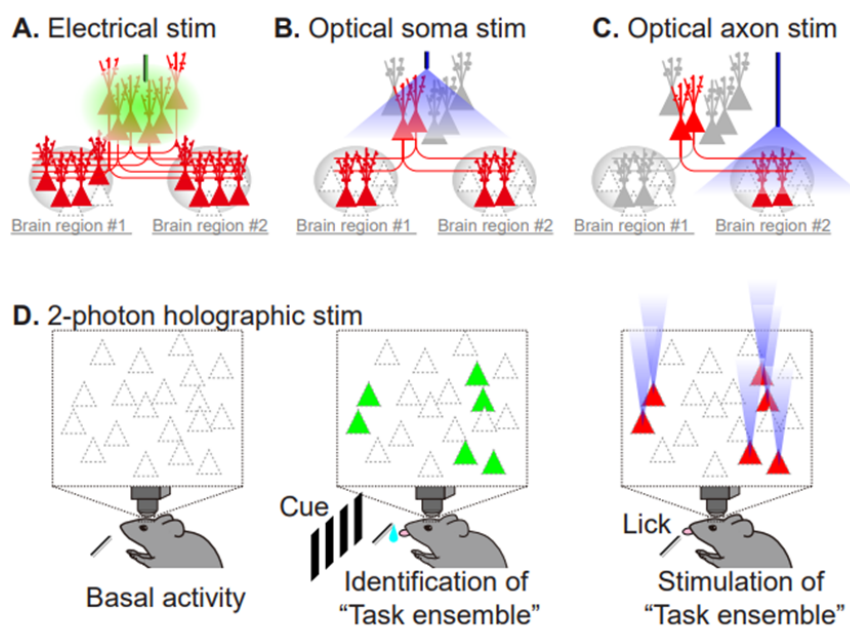 A. Electrical stim
B. Optical soma stim
C. Optical axon stim
Brain region #1
Brain region #2
Brain region #1
Brain region #2
Brain region #1
Brain region #2
D. 2-photon holographic stim
Cue
Lick
Basal activity
Identification of
“Task ensemble”
Stimulation of
“Task ensemble”